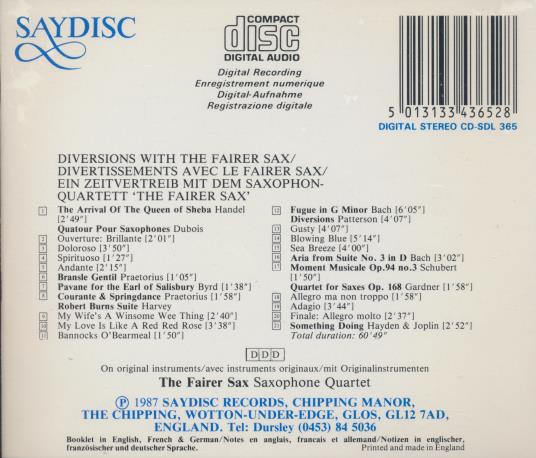 SAYDISC
COMPACT
disc
DIGITAL AUDIO
Digital Recording
Enregistrement numerique
Digital-Aufnahme
Registrazione digitale
5 013133 436528
DIGITAL STEREO CD-SDL 365
DIVERSIONS WITH THE FAIRER SAX/
DIVERTISSEMENTS AVEC LE FAIRER SAX/
EIN ZEITVERTREIB MIT DEM SAXOPHON-
QUARTETT 'THE FAIRER SAX'
1 The Arrival Of The Queen of Sheba Handel
[2'49"]
Quatour Pour Saxophones Dubois
2 Ouverture: Brillante [2'01"]
3 Doloroso [3'50"]
4 Spirituoso [1'27"]
5 Andante [2'15"]
6 Bransle Gentil Praetorius [1'05"]
7 Pavane for the Earl of Salisbury Byrd [1'38"]
8 Courante & Springdance Praetorius [1'58"]
Robert Burns Suite Harvey
9 My Wife's A Winsome Wee Thing [2'40"]
10 My Love Is Like A Red Red Rose [3'38"]
11 Bannocks O'Bearmeal [1'50"]
12 Fugue in G Minor Bach [6'05"]
Diversions Patterson [4'07"]
13 Gusty [4'07"]
14 Blowing Blue [5'14"]
15 Sea Breeze [4'00"]
16 Aria from Suite No. 3 in D Bach [3'02"]
17 Moment Musicale Op.94 no.3 Schubert
[1'50"]
Quartet for Saxes Op. 168 Gardner [1'58"]
18 Allegro ma non troppo [1'58"]
19 Adagio [3'44"]
20 Finale: Allegro molto [2'37"]
21 Something Doing Hayden & Joplin [2'52"]
Total duration: 60'49"
DDD
On original instruments/avec instruments originaux/mit Originalinstrumenten
The Fairer Sax Saxophone Quartet
Ⓟ 1987 SAYDISC RECORDS, CHIPPING MANOR,
THE CHIPPING, WOTTON-UNDER-EDGE, GLOS, GL12 7AD,
ENGLAND. Tel: Dursley (0453) 84 5036
Booklet in English, French & German/Notes en anglais, francais et allemand/Notizen in englischer,
französischer und deutscher Sprache.
Printed and made in England